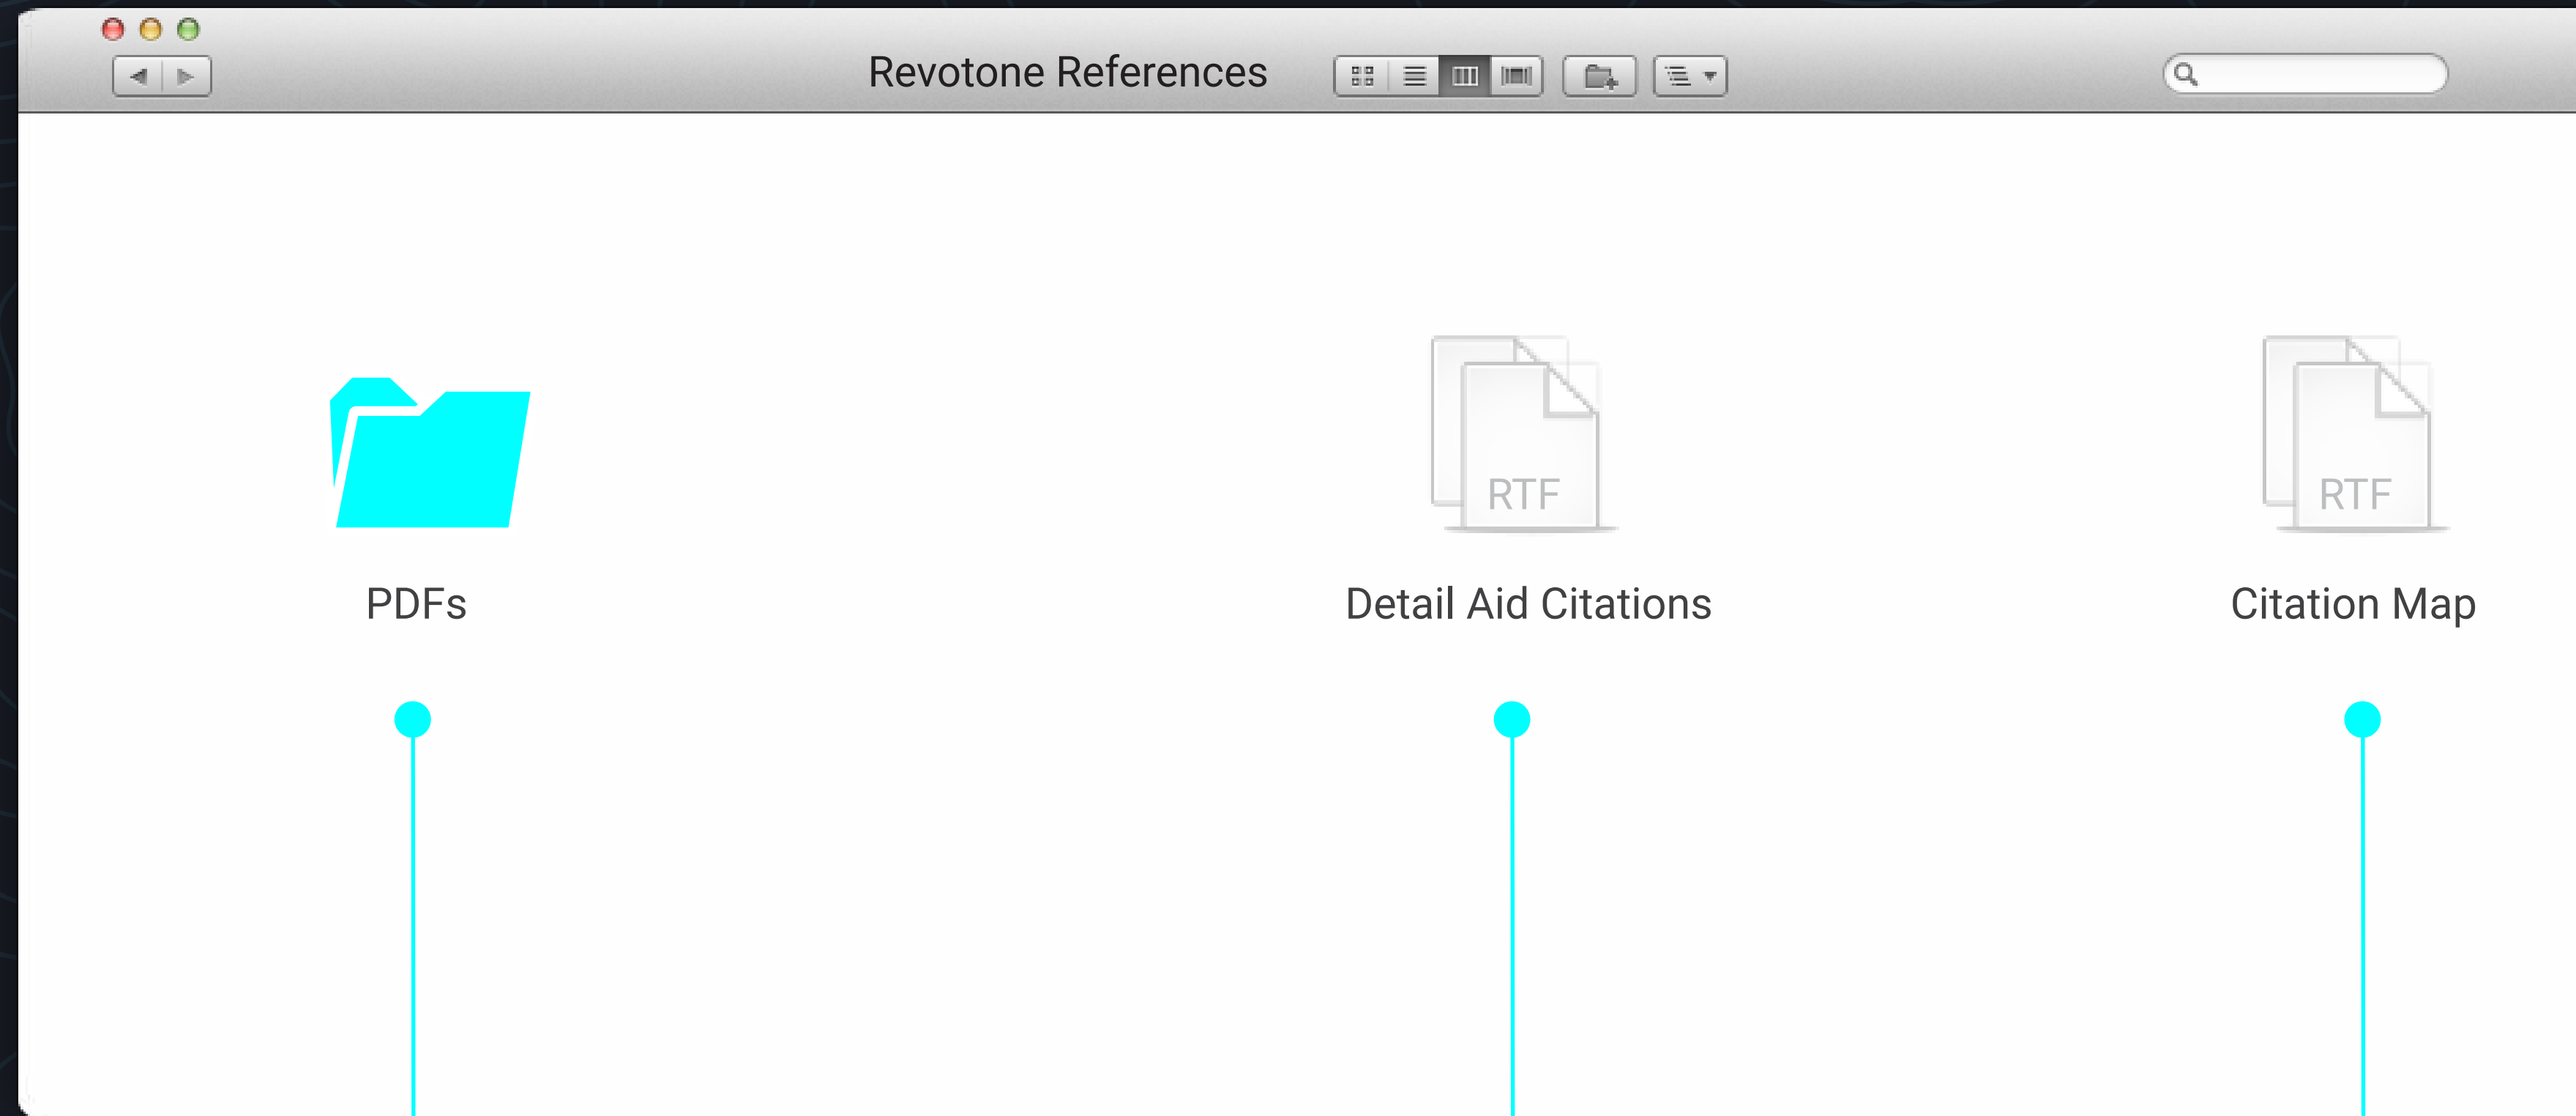 Revotone References
RTF
RTF
PDFs
Detail Aid Citations
Citation Map